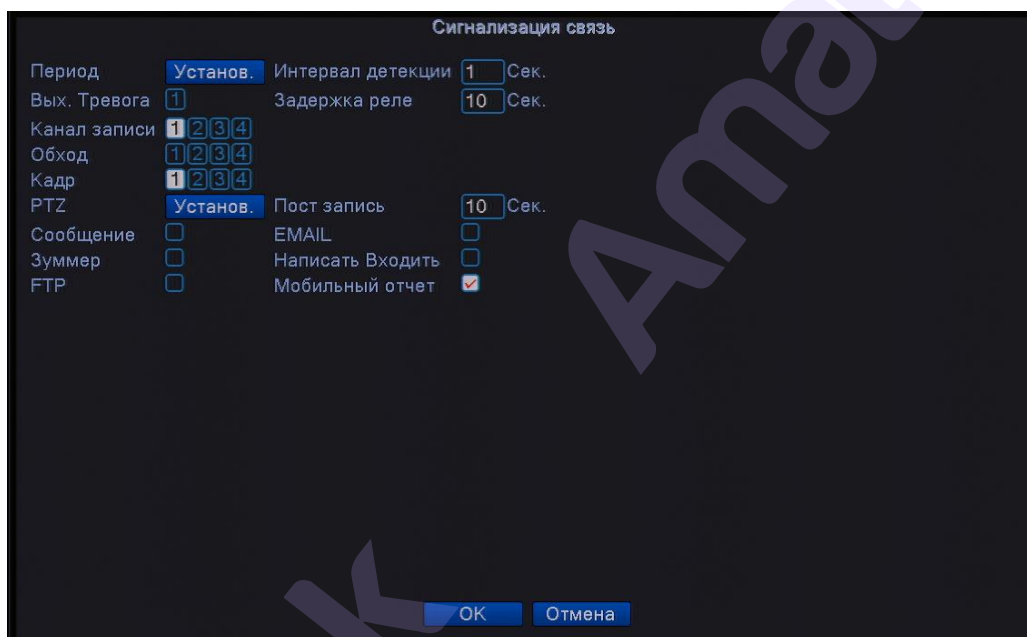 Сигнализация связь
Период Установ. Интервал детекции 1 Сек.
Вых. Тревога 1 Задержка реле 10 Сек.
Канал записи 1 2 3 4
Обход 1 2 3 4
Кадр 1 2 3 4
PTZ Установ. Пост запись 10 Сек.
Сообщение EMAIL
Зуммер Написать Входить
FTP Мобильный отчет
OK Отмена